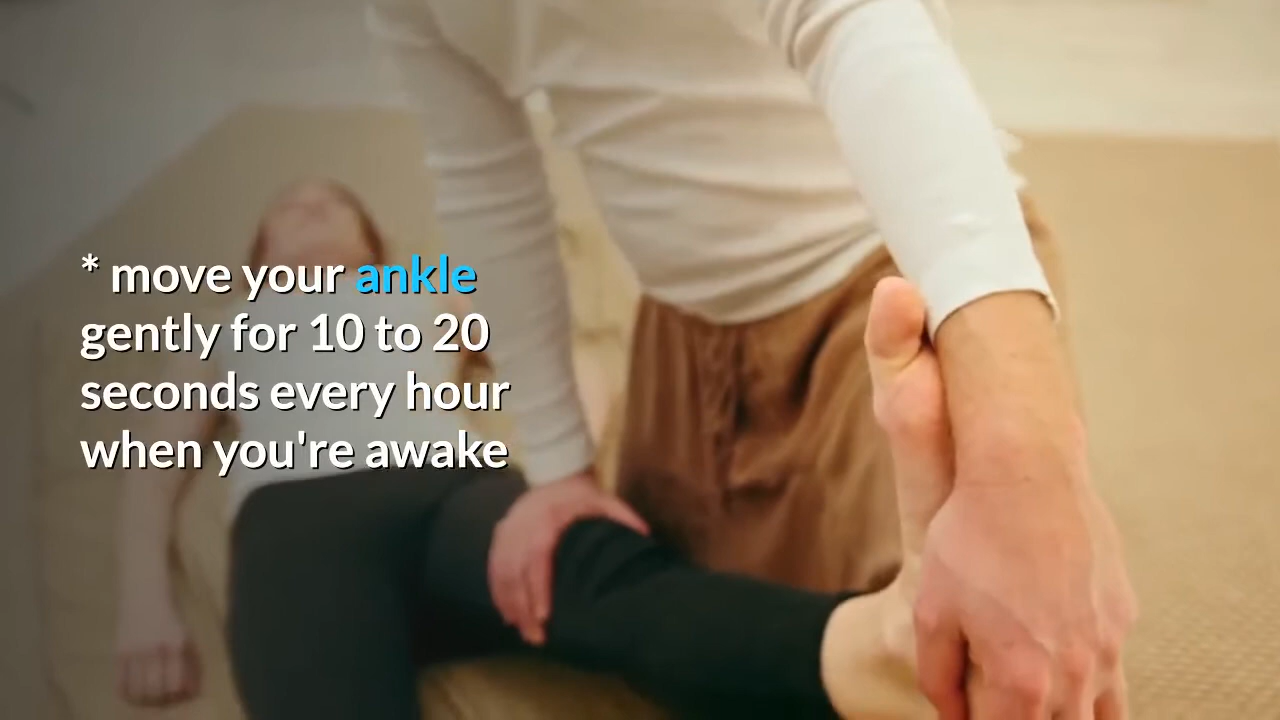 * move your ankle
gently for 10 to 20
seconds every hour
when you're awake